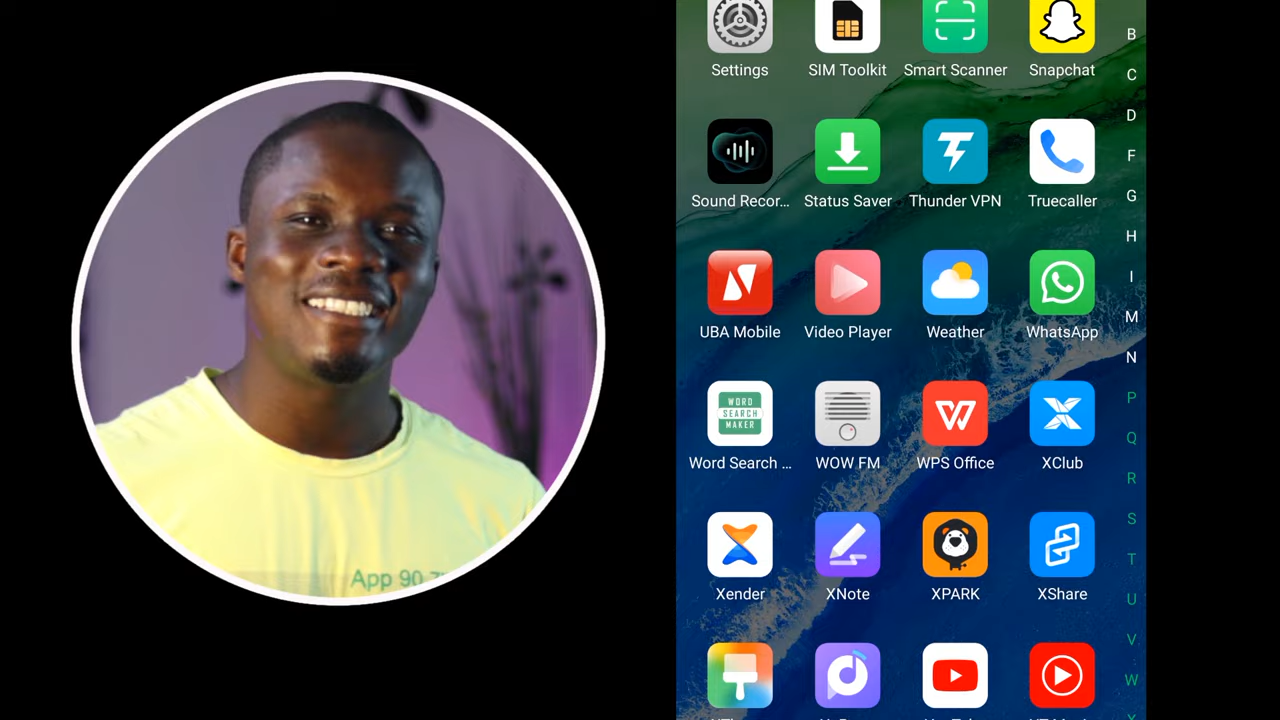 Settings SIM Toolkit Smart Scanner Snapchat
Sound Recor... Status Saver Thunder VPN Truecaller
UBA Mobile Video Player Weather WhatsApp
WORD
SEARCH
MAKER
Word Search ... WOW FM WPS Office XClub
Xender XNote XPARK XShare
App 90
B
C
D
F
G
H
I
M
N
P
Q
R
S
T
U
V
W